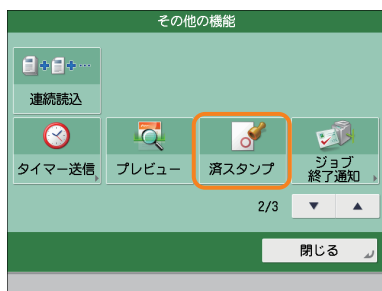 その他の機能
連続読込
タイマー送信
プレビュー
済スタンプ
ジョブ
終了通知
2/3
閉じる